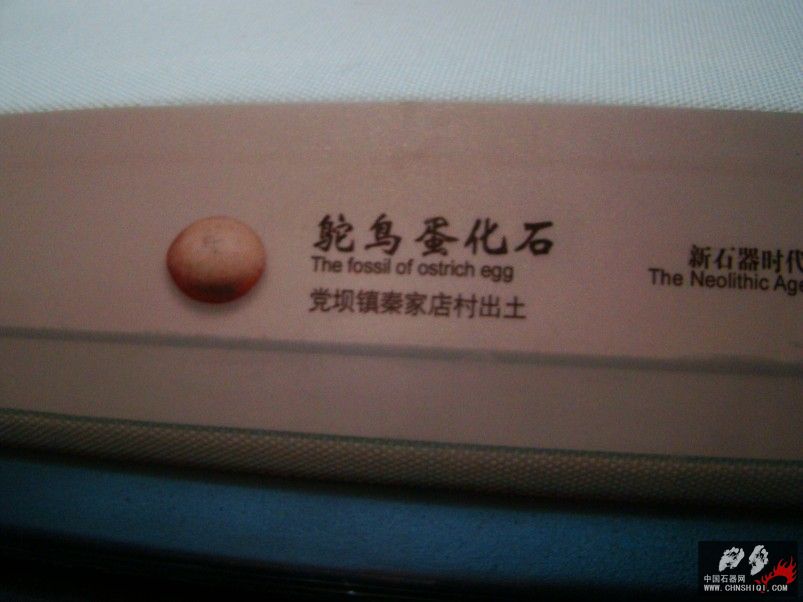 鸵鸟蛋化石
The fossil of ostrich egg
党坝镇秦家店村出土
新石器时代
The Neolithic Age
中国石器网
WWW.CHNSHIQI.COM